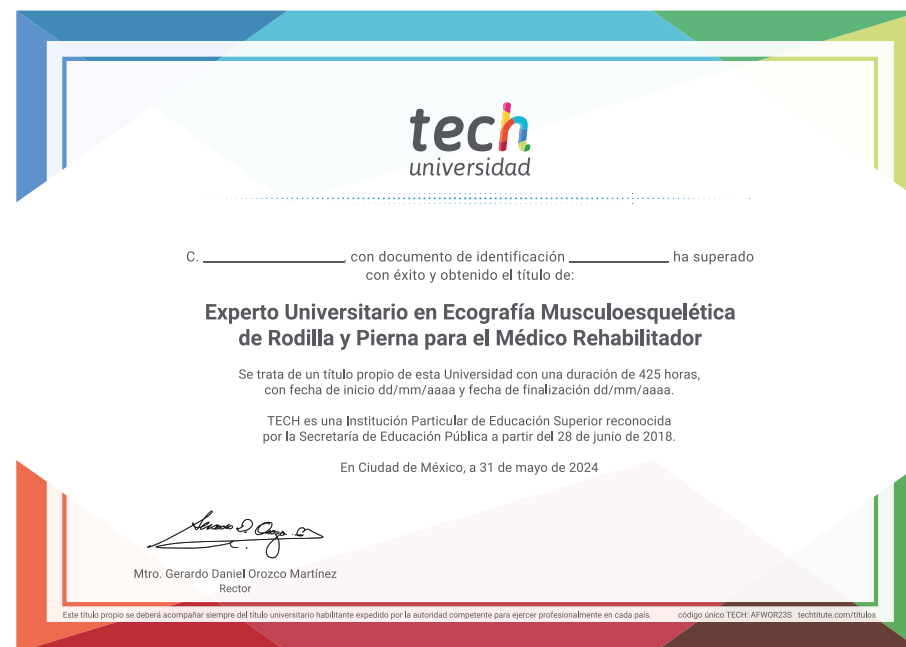 tech
universidad
C. ____________, con documento de identificación ____________ ha superado
con éxito y obtenido el título de:
Experto Universitario en Ecografía Musculoesquelética
de Rodilla y Pierna para el Médico Rehabilitador
Se trata de un título propio de esta Universidad con una duración de 425 horas,
con fecha de inicio dd/mm/aaaa y fecha de finalización dd/mm/aaaa.
TECH es una Institución Particular de Educación Superior reconocida
por la Secretaría de Educación Pública a partir del 28 de junio de 2018.
En Ciudad de México, a 31 de mayo de 2024
Mtro. Gerardo Daniel Orozco Martínez
Rector
Este título propio se deberá acompañar siempre del título universitario habilitante expedido por la autoridad competente para ejercer profesionalmente en cada país. código único TECH: AFWOR23S techtitute.com/titulos